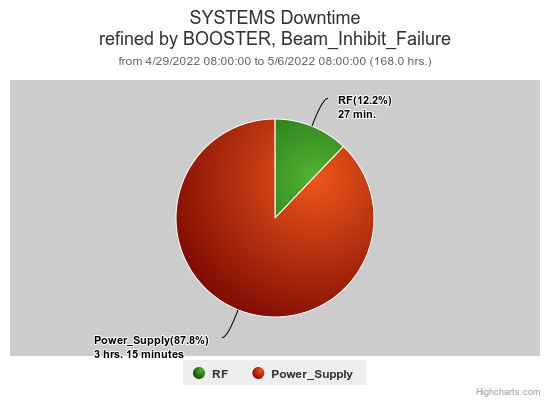 SYSTEMS Downtime
refined by BOOSTER, Beam_Inhibit_Failure
from 4/29/2022 08:00:00 to 5/6/2022 08:00:00 (168.0 hrs.)
RF(12.2%)
27 min.
Power_Supply(87.8%)
3 hrs. 15 minutes
RF Power_Supply
Highcharts.com